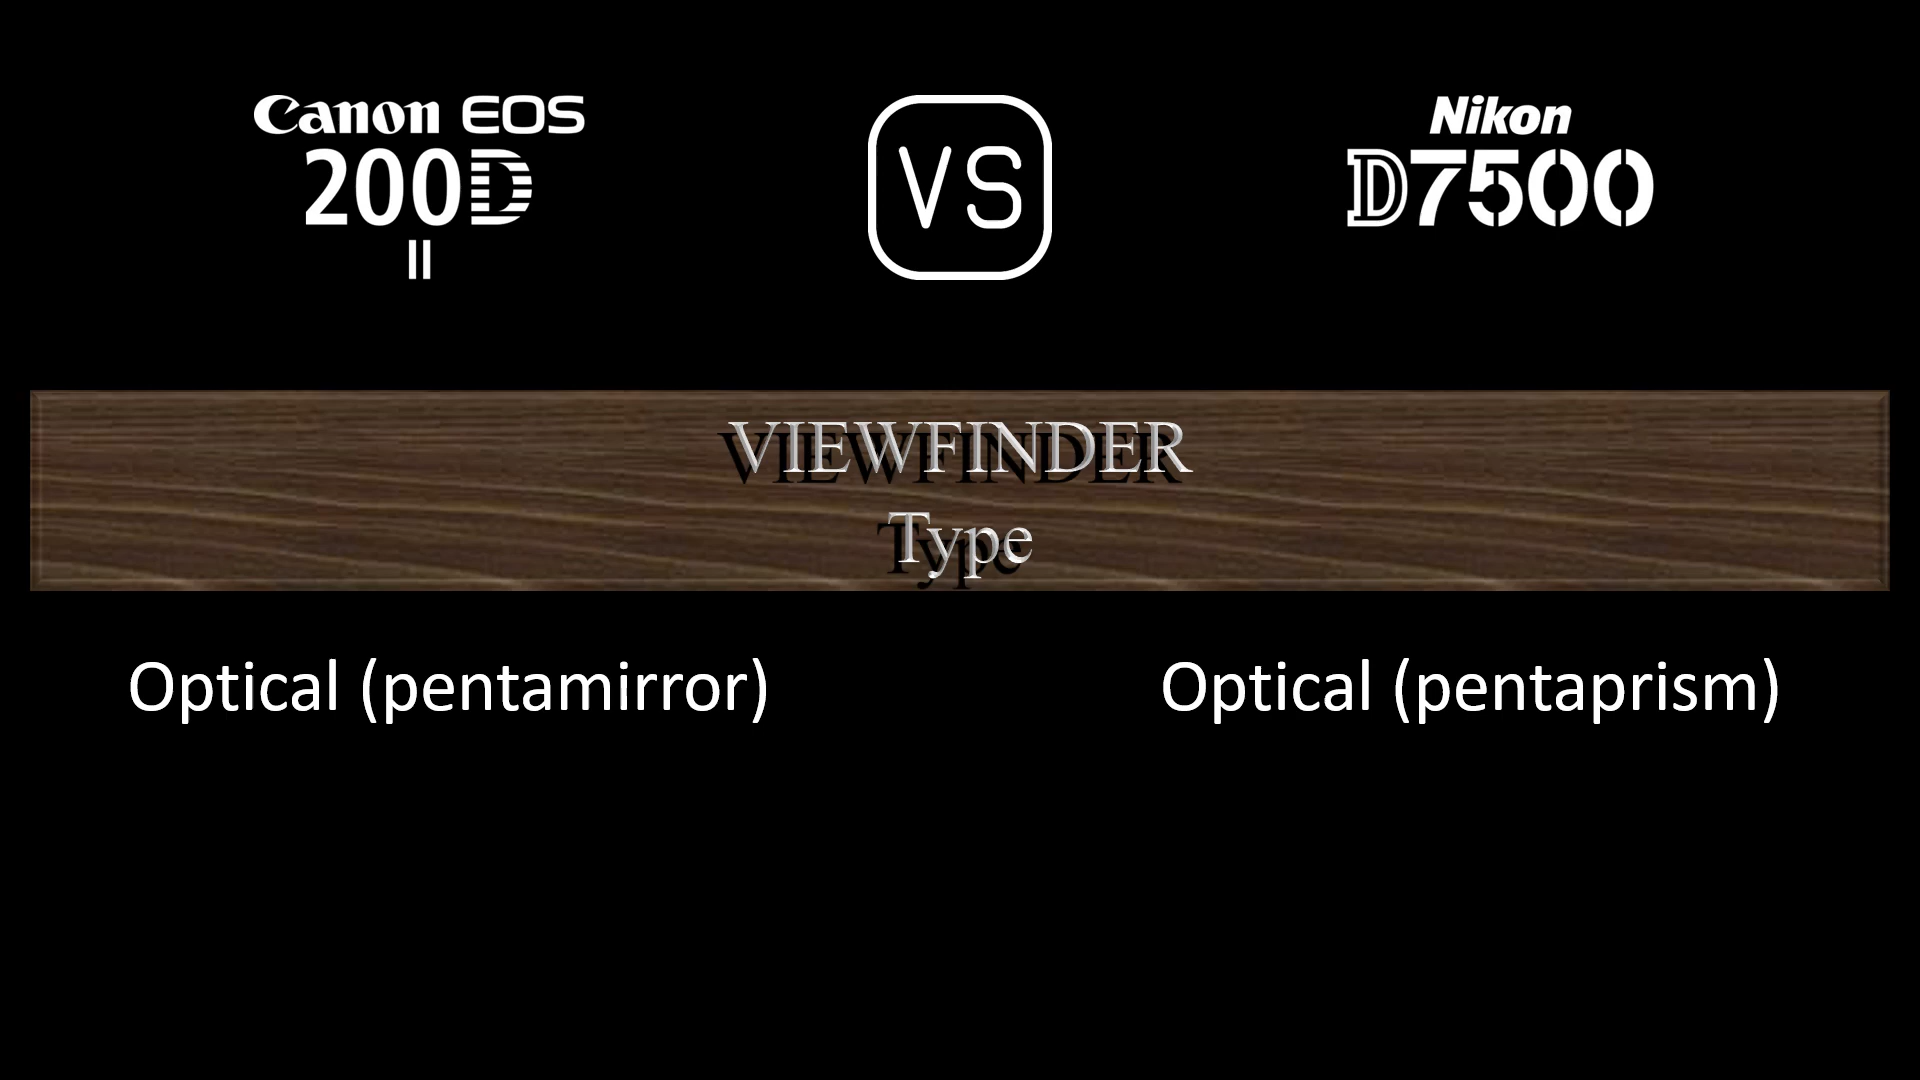 Canon EOS
200D
II
VS
Nikon
D7500
VIEWFINDER
Type
Optical (pentamirror)
Optical (pentaprism)